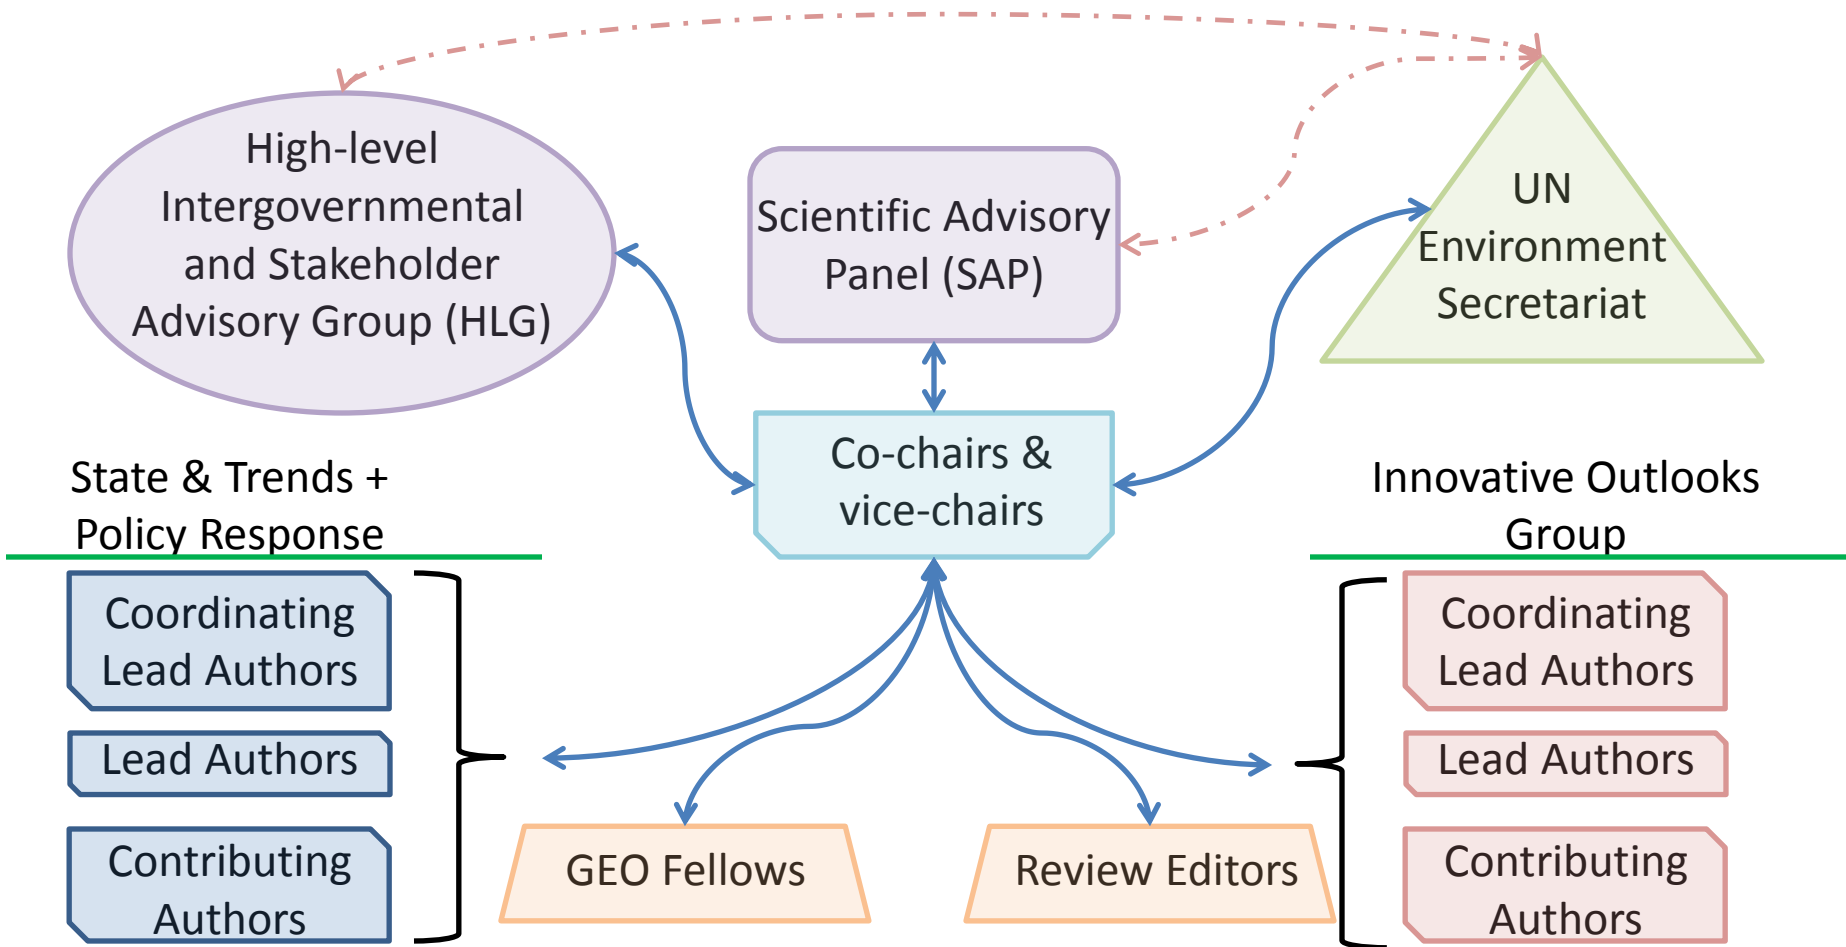 High-level
Intergovernmental
and Stakeholder
Advisory Group (HLG)
Scientific Advisory
Panel (SAP)
UN
Environment
Secretariat
Co-chairs &
vice-chairs
State & Trends +
Policy Response
Innovative Outlooks
Group
Coordinating
Lead Authors
Lead Authors
Contributing
Authors
GEO Fellows
Review Editors
Coordinating
Lead Authors
Lead Authors
Contributing
Authors